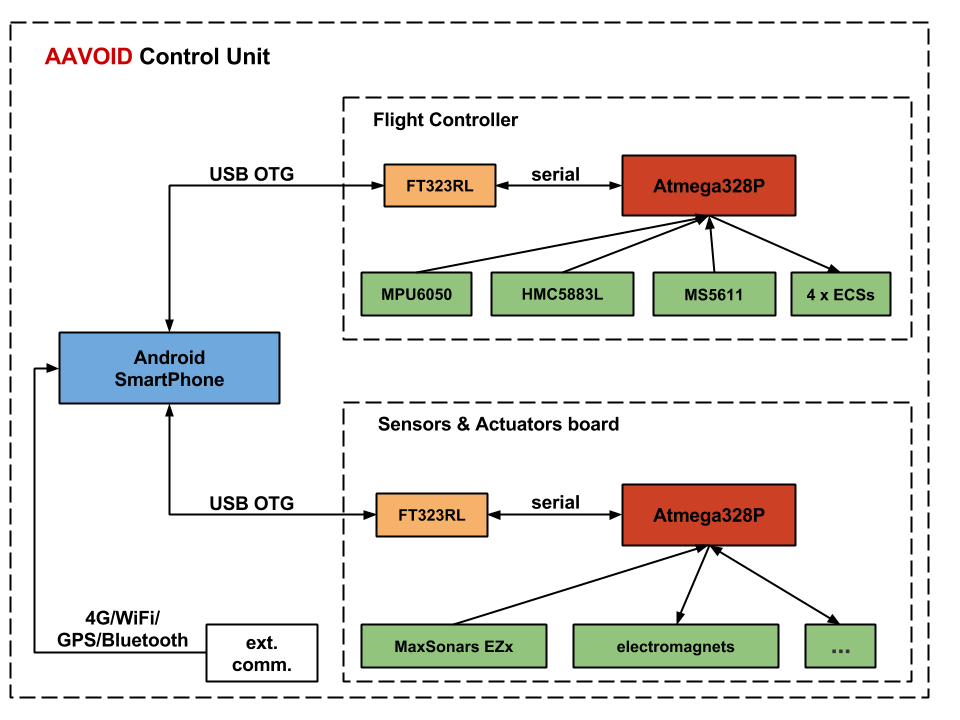 AAVOID Control Unit
Flight Controller
USB OTG
FT323RL
serial
Atmega328P
MPU6050
HMC5883L
MS5611
4 x ECSs
Android
SmartPhone
Sensors & Actuators board
USB OTG
FT323RL
serial
Atmega328P
MaxSonars EZx
electromagnets
...
4G/WiFi/
GPS/Bluetooth
ext.
comm.